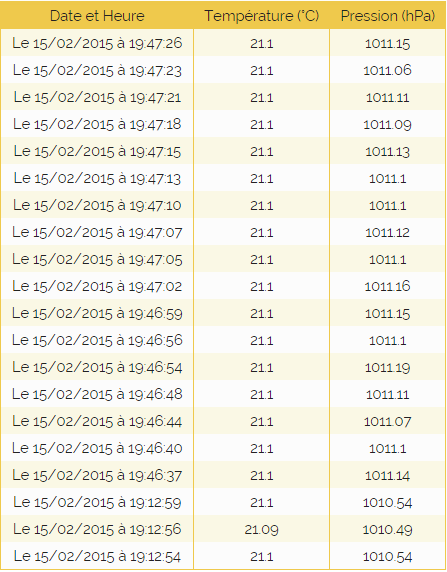 Date et Heure Température (°C) Pression (hPa)
Le 15/02/2015 à 19:47:26 21.1 1011.15
Le 15/02/2015 à 19:47:23 21.1 1011.06
Le 15/02/2015 à 19:47:21 21.1 1011.11
Le 15/02/2015 à 19:47:18 21.1 1011.09
Le 15/02/2015 à 19:47:15 21.1 1011.13
Le 15/02/2015 à 19:47:13 21.1 1011.1
Le 15/02/2015 à 19:47:10 21.1 1011.1
Le 15/02/2015 à 19:47:07 21.1 1011.12
Le 15/02/2015 à 19:47:05 21.1 1011.1
Le 15/02/2015 à 19:47:02 21.1 1011.16
Le 15/02/2015 à 19:46:59 21.1 1011.15
Le 15/02/2015 à 19:46:56 21.1 1011.1
Le 15/02/2015 à 19:46:54 21.1 1011.19
Le 15/02/2015 à 19:46:48 21.1 1011.11
Le 15/02/2015 à 19:46:44 21.1 1011.07
Le 15/02/2015 à 19:46:40 21.1 1011.1
Le 15/02/2015 à 19:46:37 21.1 1011.14
Le 15/02/2015 à 19:12:59 21.1 1010.54
Le 15/02/2015 à 19:12:56 21.09 1010.49
Le 15/02/2015 à 19:12:54 21.1 1010.54